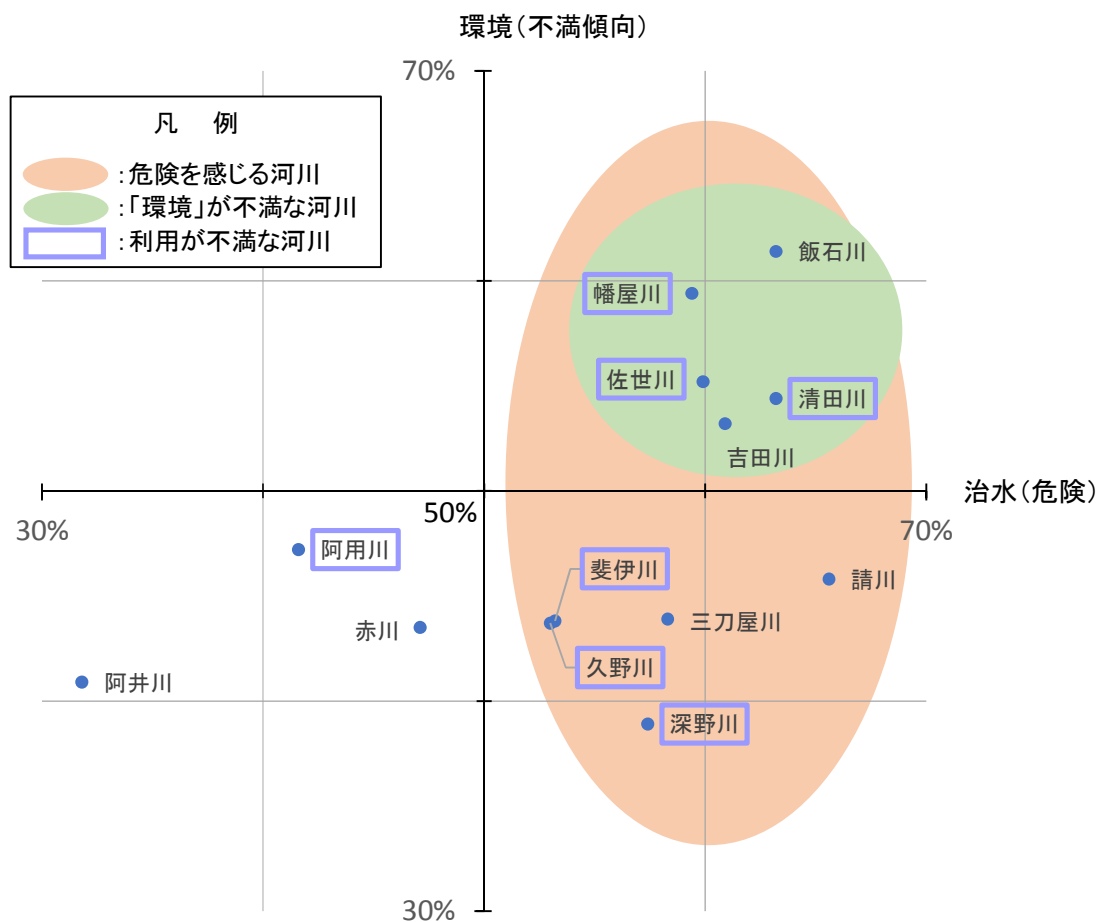 環境（不満傾向）
70%
凡　例
：危険を感じる河川
：「環境」が不満な河川
：利用が不満な河川
飯石川
幡屋川
佐世川
清田川
吉田川
30%
50%
70%
治水（危険）
阿用川
斐伊川
請川
赤川
三刀屋川
久野川
阿井川
深野川
30%